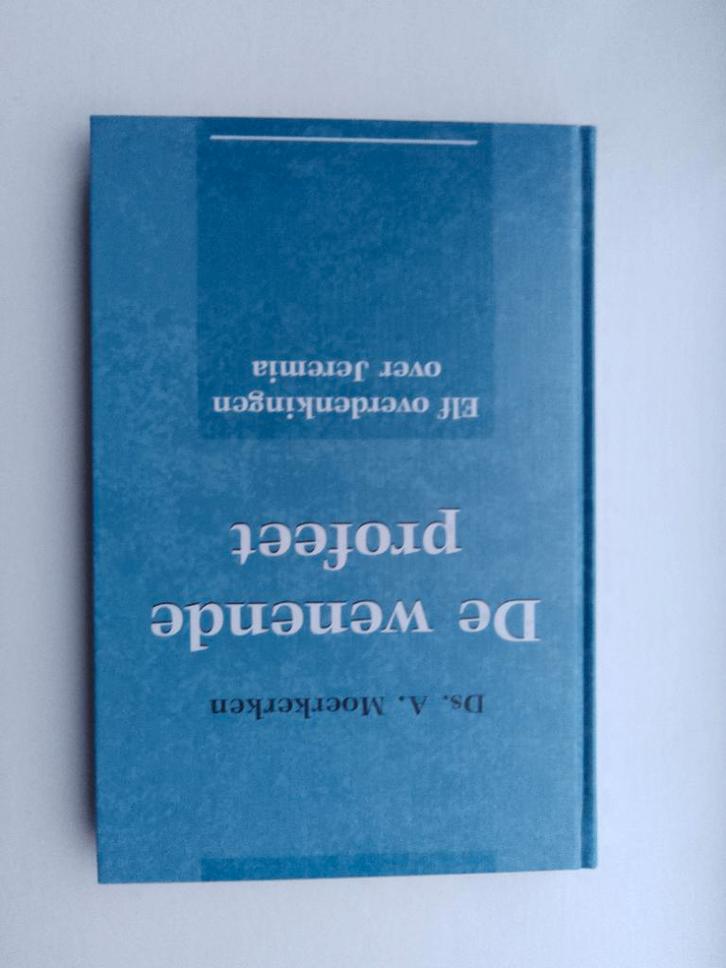 Ds. A. Moerkerken
De wenende
profeet
Elf overdenkingen
over Jeremia